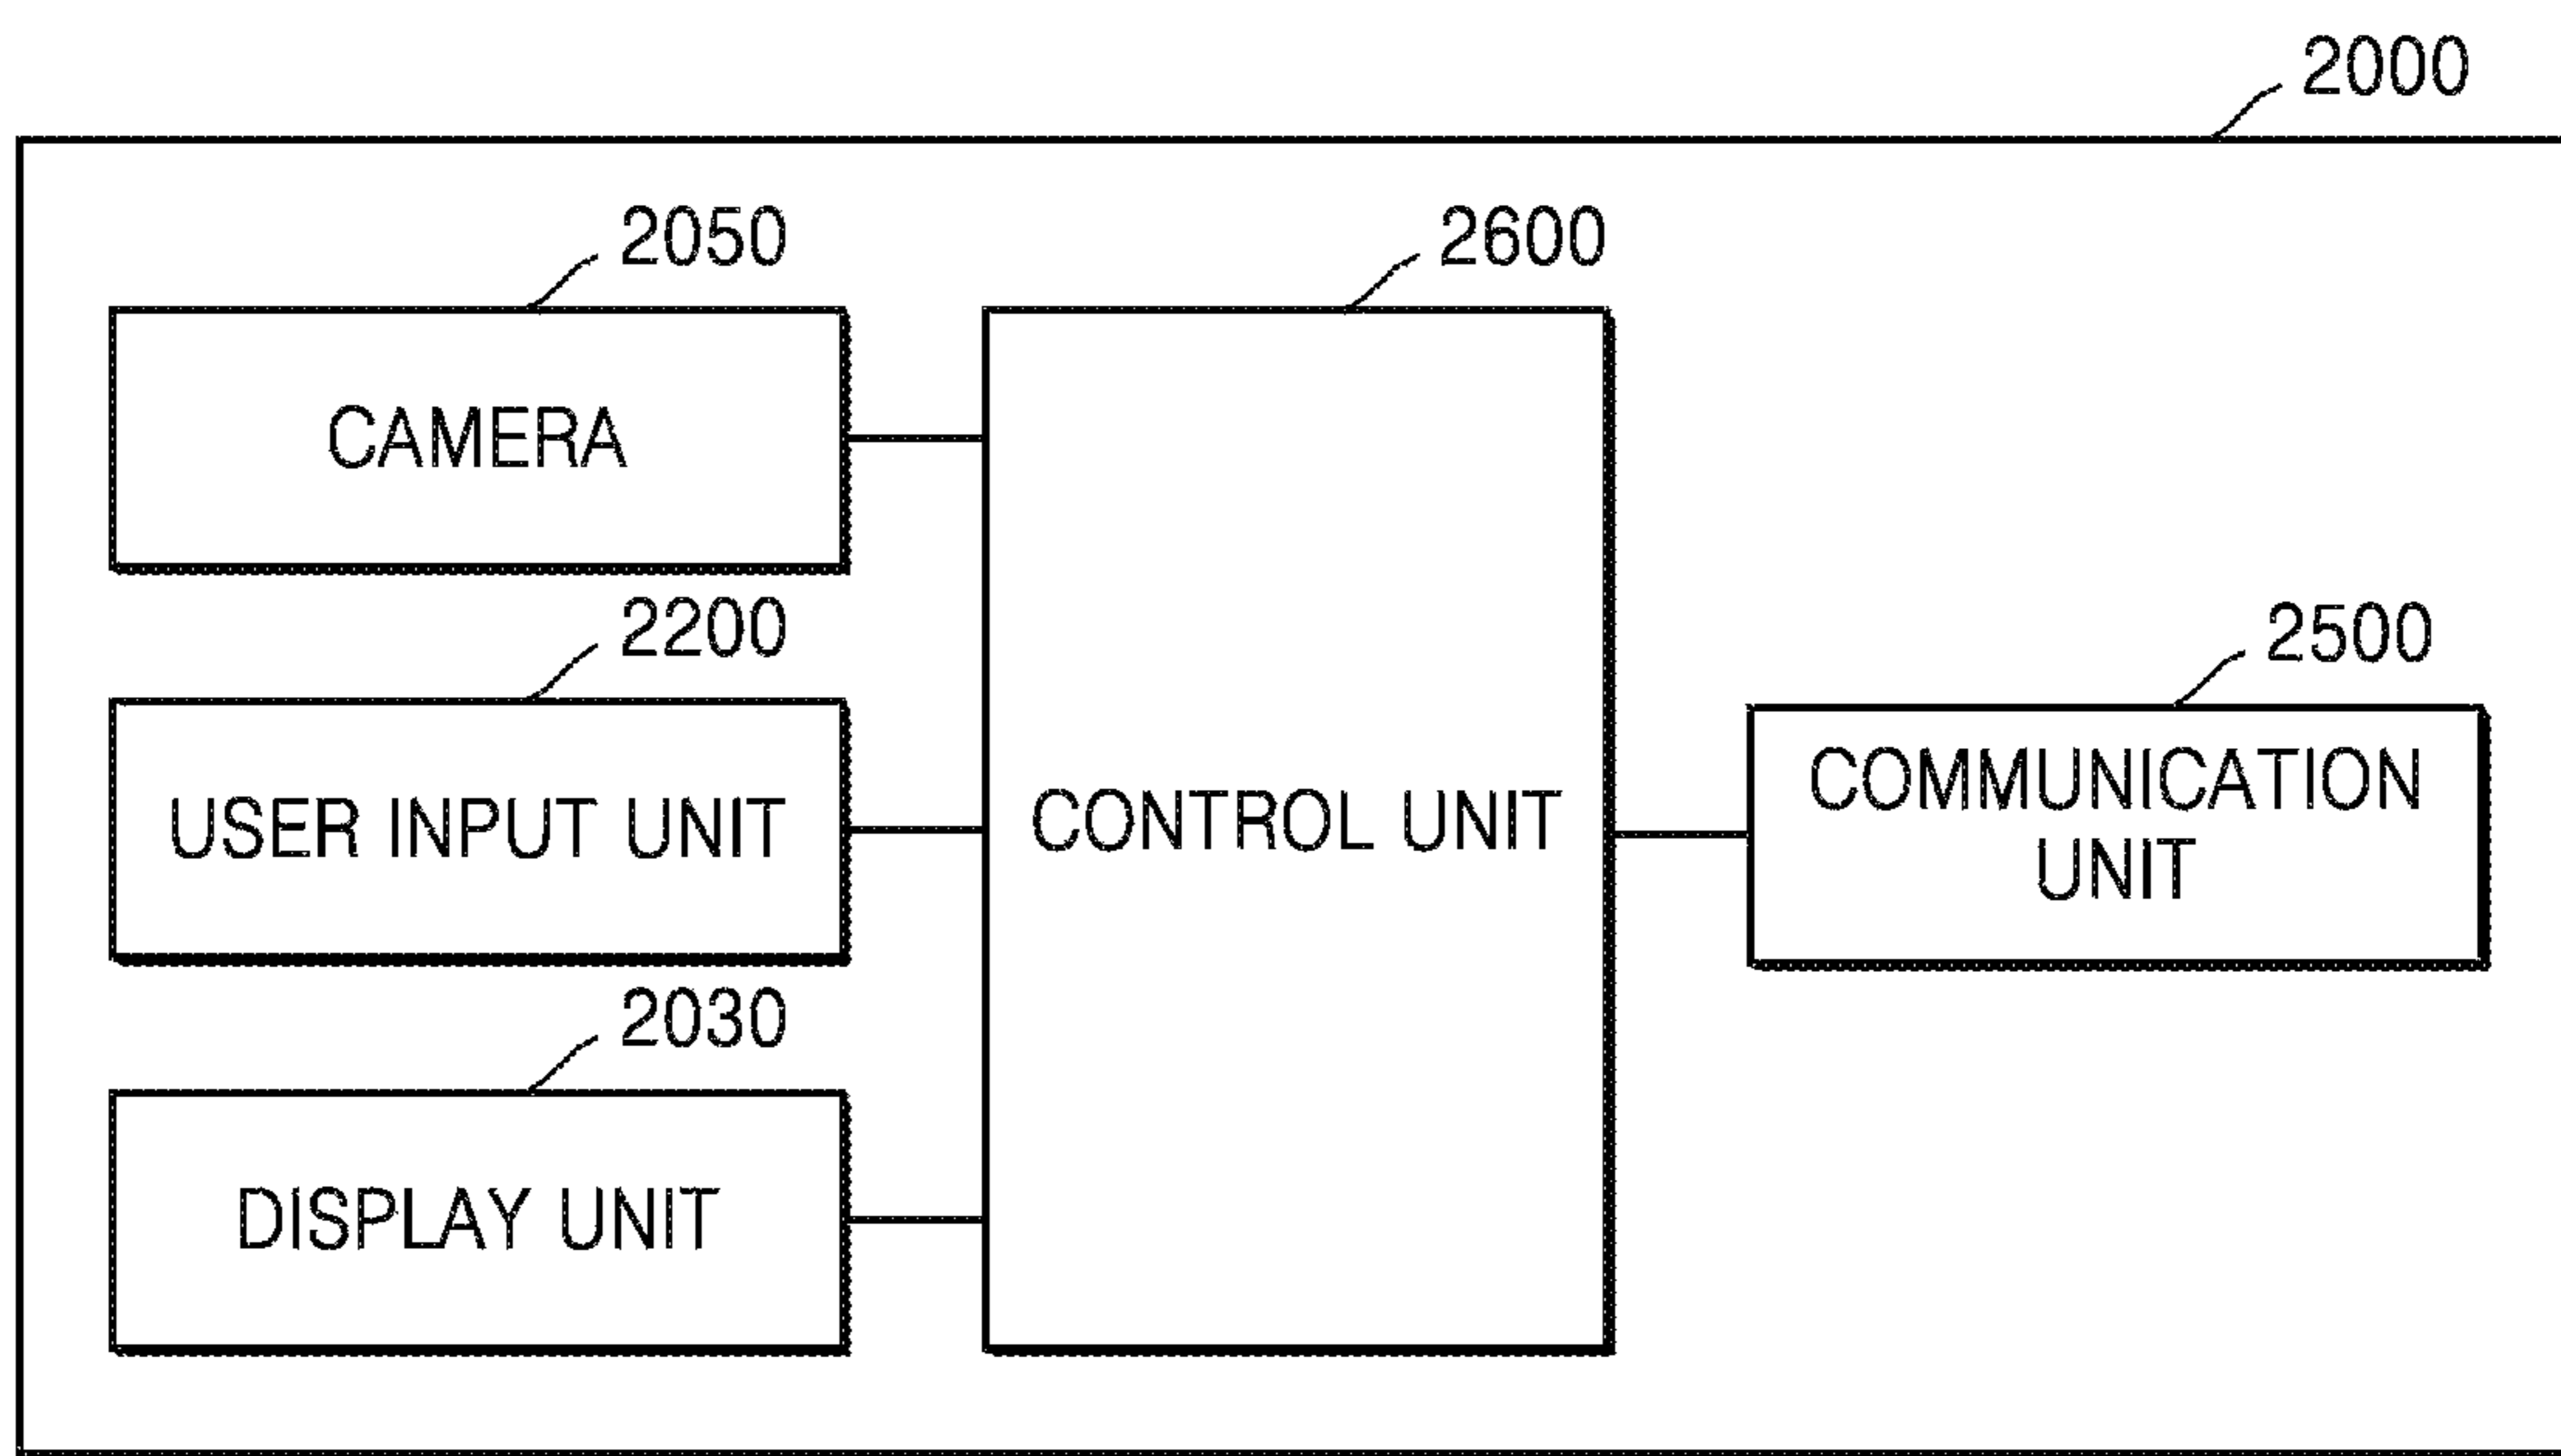 2000
2050
2600
CAMERA
2200
2500
USER INPUT UNIT
CONTROL UNIT
COMMUNICATION
UNIT
2030
DISPLAY UNIT